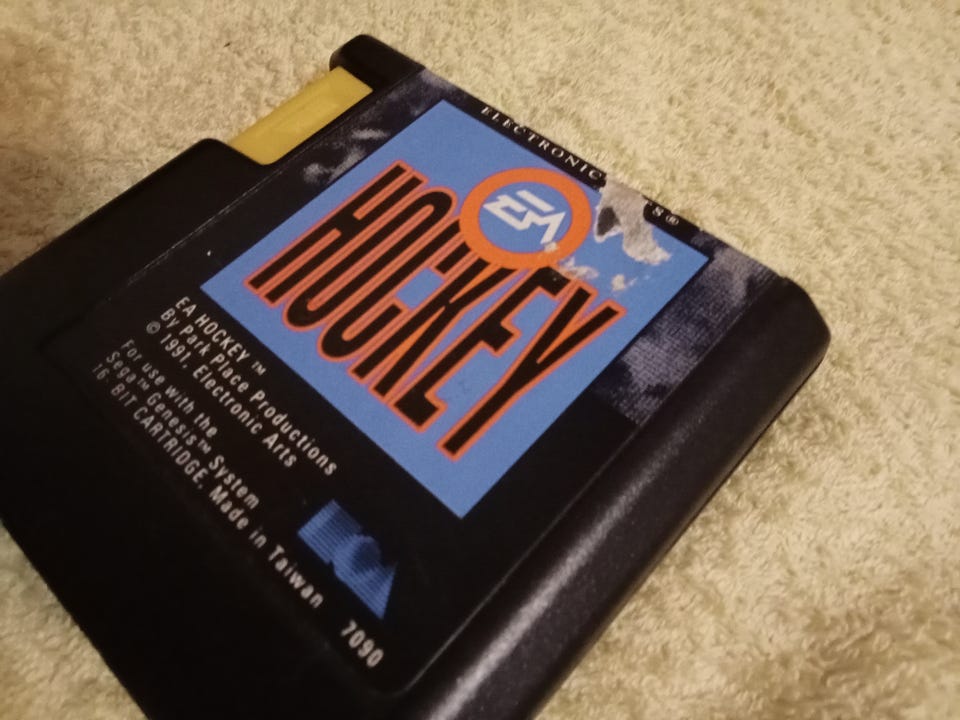 ELECTRONIC
S®
EA
HOCKEY
EA HOCKEY™
By Park Place Productions
© 1991, Electronic Arts
For use with the
Sega™ Genesis™ System
16-BIT CARTRIDGE. Made in Taiwan
EA
7090